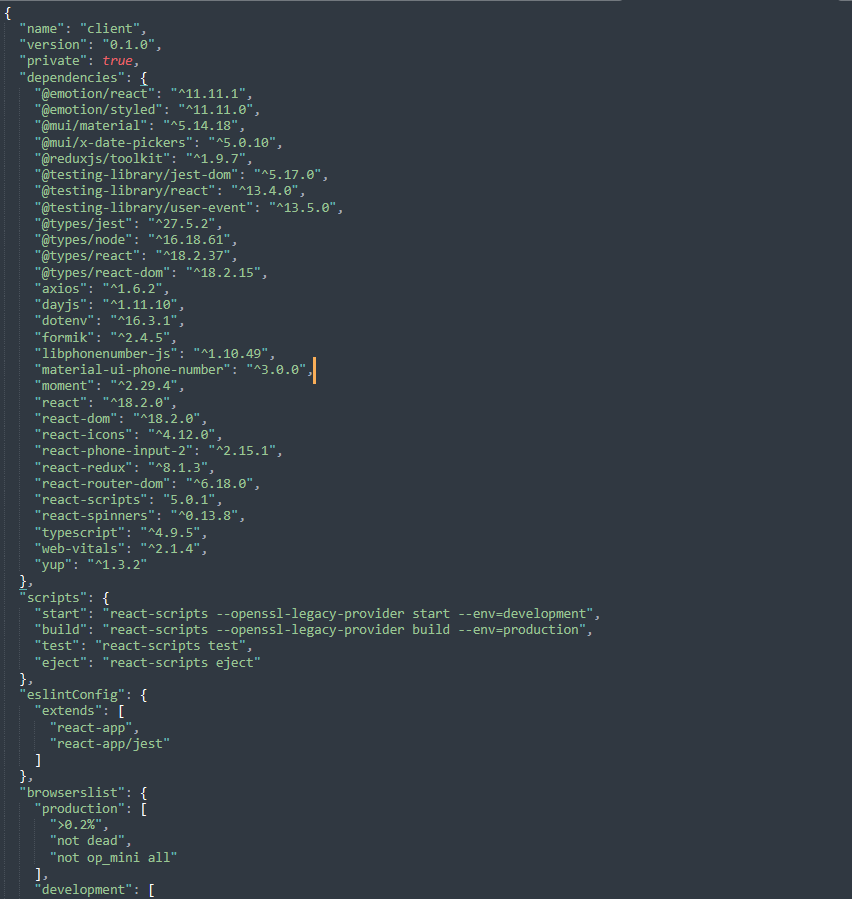 {
  "name": "client",
  "version": "0.1.0",
  "private": true,
  "dependencies": {
    "@emotion/react": "^11.11.1",
    "@emotion/styled": "^11.11.0",
    "@mui/material": "^5.14.18",
    "@mui/x-date-pickers": "^5.0.10",
    "@reduxjs/toolkit": "^1.9.7",
    "@testing-library/jest-dom": "^5.17.0",
    "@testing-library/react": "^13.4.0",
    "@testing-library/user-event": "^13.5.0",
    "@types/jest": "^27.5.2",
    "@types/node": "^16.18.61",
    "@types/react": "^18.2.37",
    "@types/react-dom": "^18.2.15",
    "axios": "^1.6.2",
    "dayjs": "^1.11.10",
    "dotenv": "^16.3.1",
    "formik": "^2.4.5",
    "libphonenumber-js": "^1.10.49",
    "material-ui-phone-number": "^3.0.0",
    "moment": "^2.29.4",
    "react": "^18.2.0",
    "react-dom": "^18.2.0",
    "react-icons": "^4.12.0",
    "react-phone-input-2": "^2.15.1",
    "react-redux": "^8.1.3",
    "react-router-dom": "^6.18.0",
    "react-scripts": "5.0.1",
    "react-spinners": "^0.13.8",
    "typescript": "^4.9.5",
    "web-vitals": "^2.1.4",
    "yup": "^1.3.2"
  },
  "scripts": {
    "start": "react-scripts --openssl-legacy-provider start --env=development",
    "build": "react-scripts --openssl-legacy-provider build --env=production",
    "test": "react-scripts test",
    "eject": "react-scripts eject"
  },
  "eslintConfig": {
    "extends": [
      "react-app",
      "react-app/jest"
    ]
  },
  "browserslist": {
    "production": [
      ">0.2%",
      "not dead",
      "not op_mini all"
    ],
    "development": [